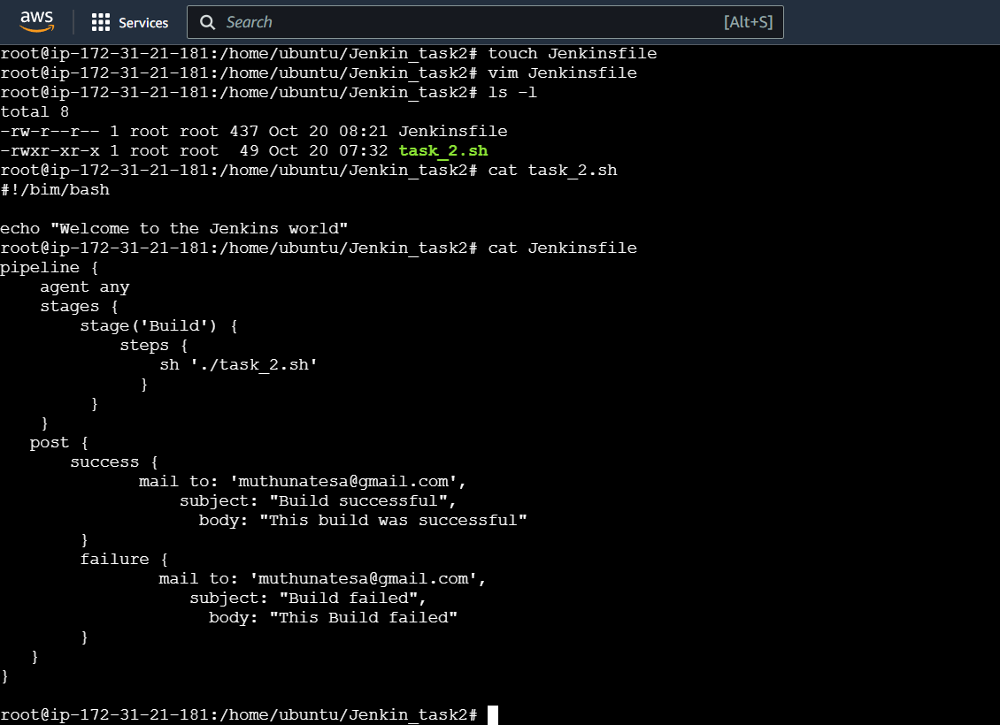 aws Services Search [Alt+S]
root@ip-172-31-21-181:/home/ubuntu/Jenkin_task2# touch Jenkinsfile
root@ip-172-31-21-181:/home/ubuntu/Jenkin_task2# vim Jenkinsfile
root@ip-172-31-21-181:/home/ubuntu/Jenkin_task2# ls -l
total 8
-rw-r--r-- 1 root root 437 Oct 20 08:21 Jenkinsfile
-rwxr-xr-x 1 root root  49 Oct 20 07:32 task_2.sh
root@ip-172-31-21-181:/home/ubuntu/Jenkin_task2# cat task_2.sh
#!/bim/bash

echo "Welcome to the Jenkins world"
root@ip-172-31-21-181:/home/ubuntu/Jenkin_task2# cat Jenkinsfile
pipeline {
    agent any
    stages {
        stage('Build') {
            steps {
                sh './task_2.sh'
              }
         }
    }
   post {
       success {
              mail to: 'muthunatesa@gmail.com',
                  subject: "Build successful",
                    body: "This build was successful"
        }
        failure {
                mail to: 'muthunatesa@gmail.com',
                   subject: "Build failed",
                     body: "This Build failed"
        }
   }
}

root@ip-172-31-21-181:/home/ubuntu/Jenkin_task2#